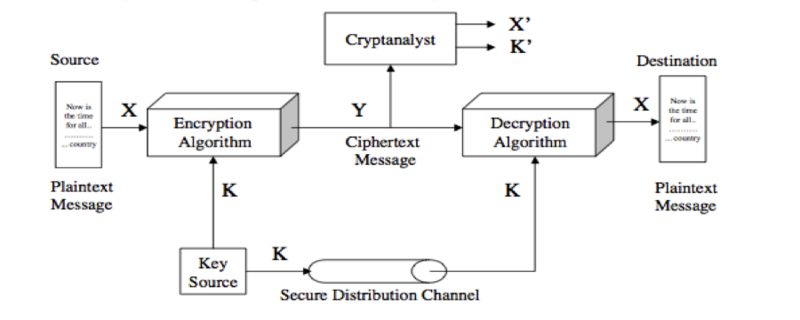 Cryptanalyst
X’
K’
Source
Destination
Now is
the time
for all..
............
... country
X
Encryption
Algorithm
Y
Ciphertext
Message
Decryption
Algorithm
X
Now is
the time
for all...
............
... country
Plaintext
Message
Plaintext
Message
K
K
Key
Source
K
Secure Distribution Channel